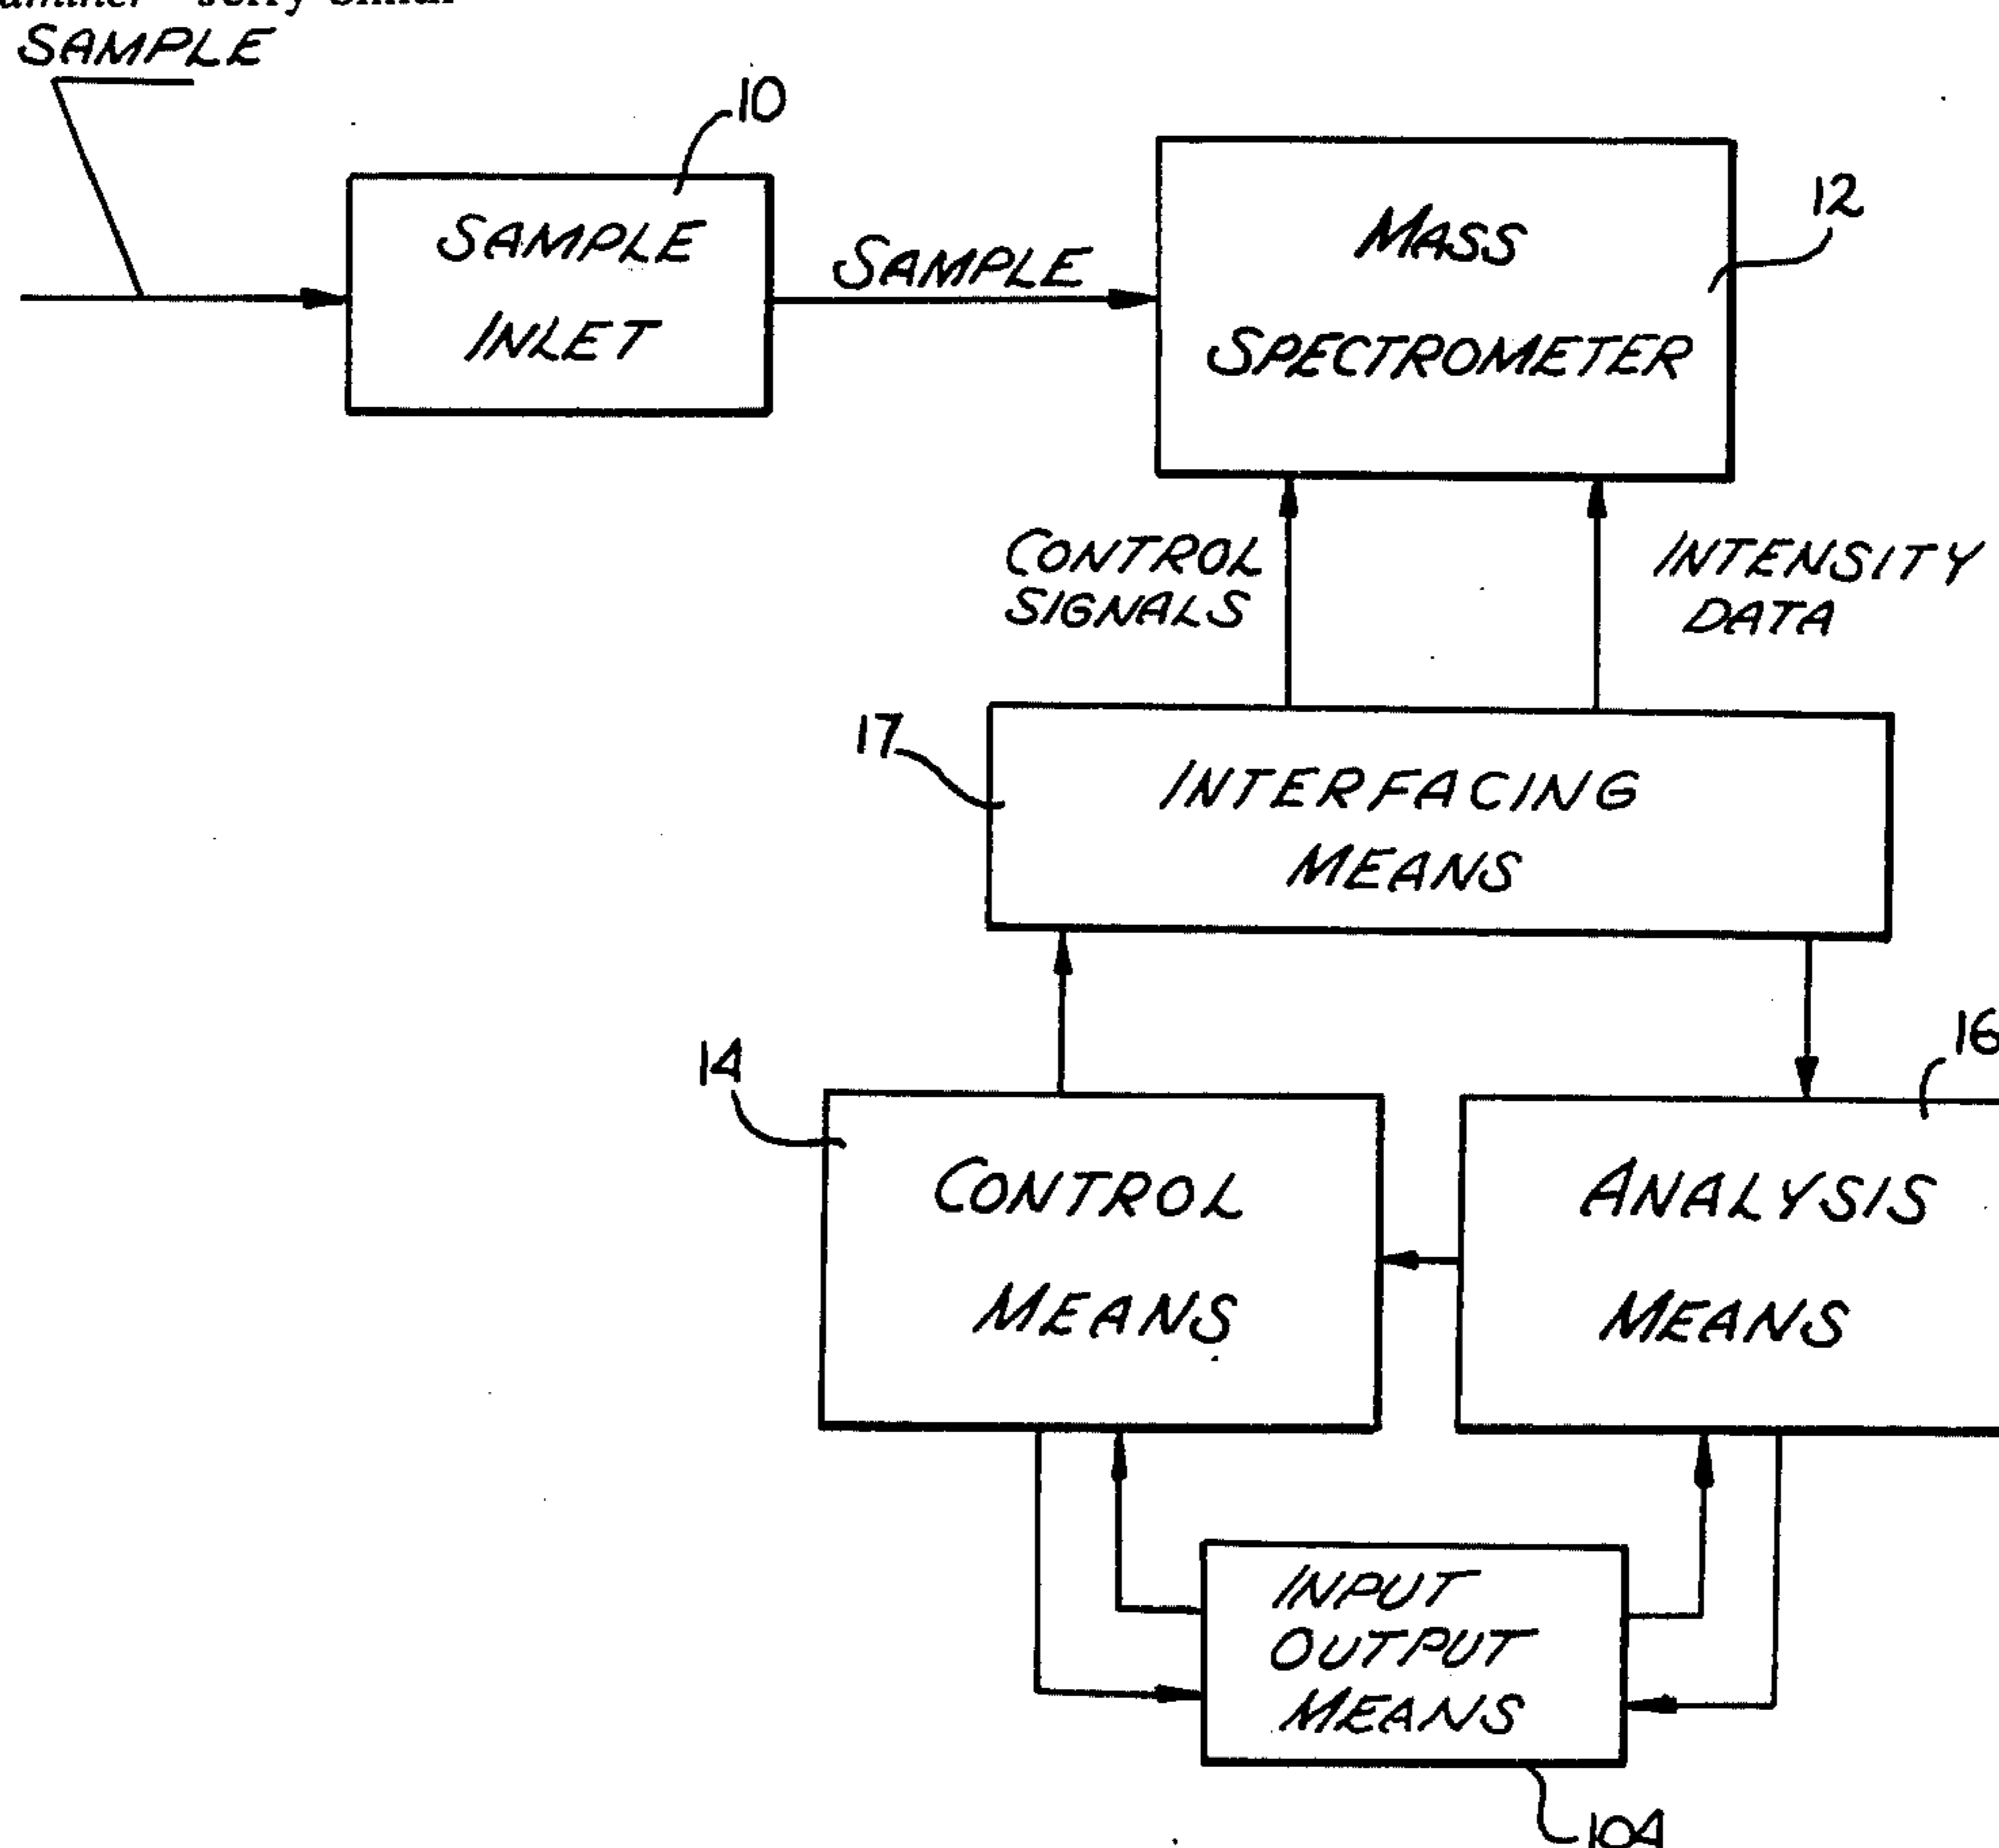 SAMPLE
10
SAMPLE
INLET
SAMPLE
MASS
SPECTROMETER
12
CONTROL
SIGNALS
INTENSITY
DATA
17
INTERFACING
MEANS
14
CONTROL
MEANS
16
ANALYSIS
MEANS
INPUT
OUTPUT
MEANS
104